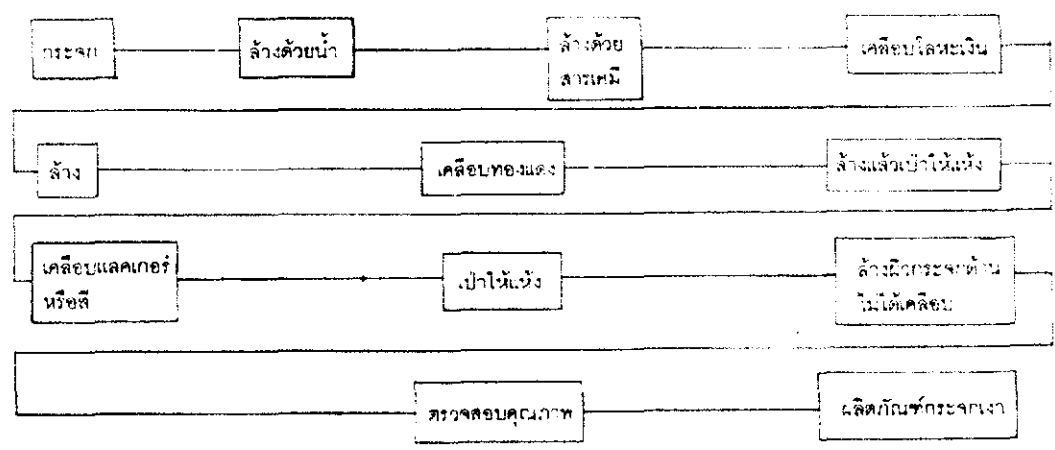 กระจก
ล้างด้วยน้ำ
ล้างด้วย
สารเคมี
เคลือบโลหะเงิน
ล้าง
เคลือบทองแดง
ล้างแล้วเป่าให้แห้ง
เคลือบแลคเกอร์
หรือสี
เป่าให้แห้ง
ล้างผิวกระจกด้าน
ไม่ได้เคลือบ
ตรวจสอบคุณภาพ
ผลิตภัณฑ์กระจกเงา